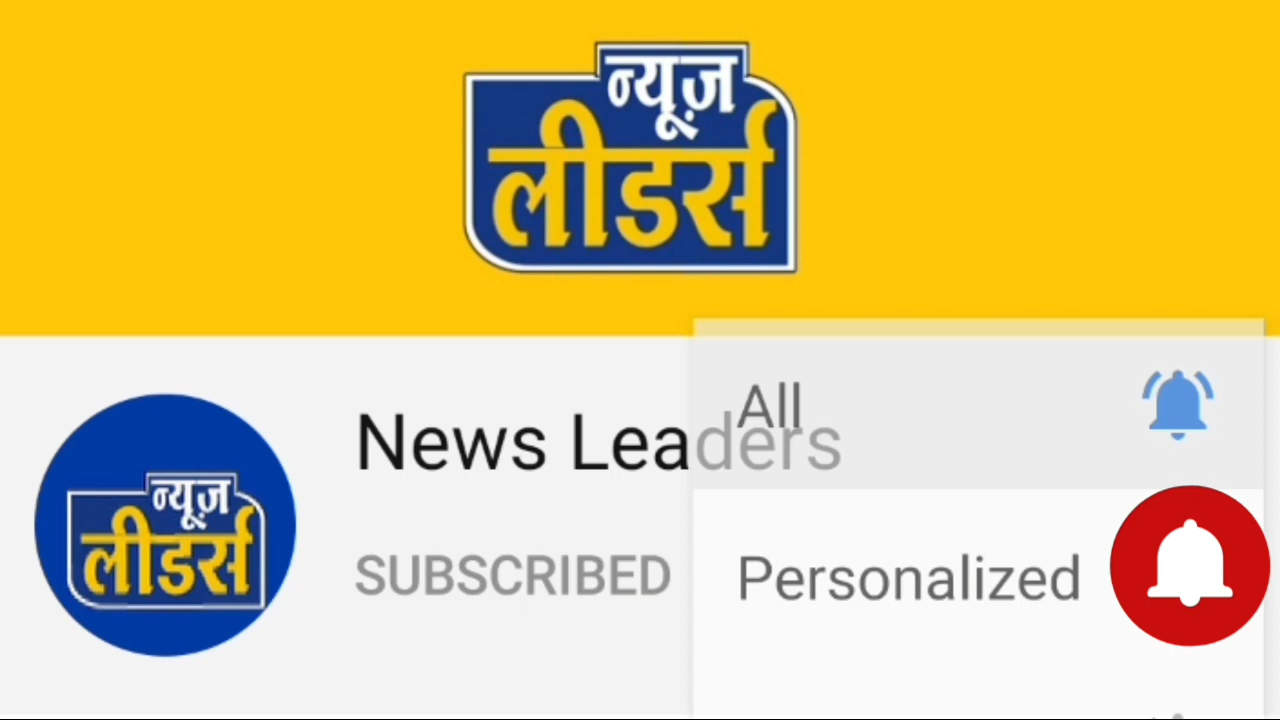 न्यूज़
लीडर्स
All
News Leaders
न्यूज़
लीडर्स
SUBSCRIBED
Personalized